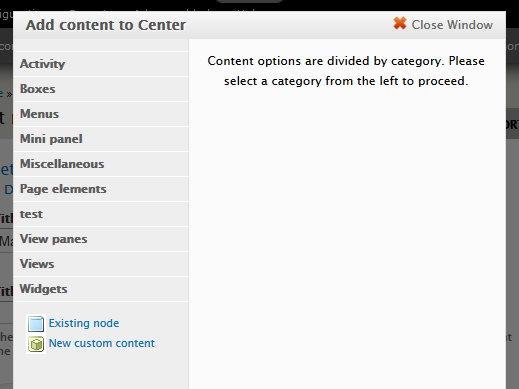 Add content to Center
Close Window
Activity
Boxes
Menus
Mini panel
Miscellaneous
Page elements
test
View panes
Views
Widgets
Existing node
New custom content
Content options are divided by category. Please
select a category from the left to proceed.